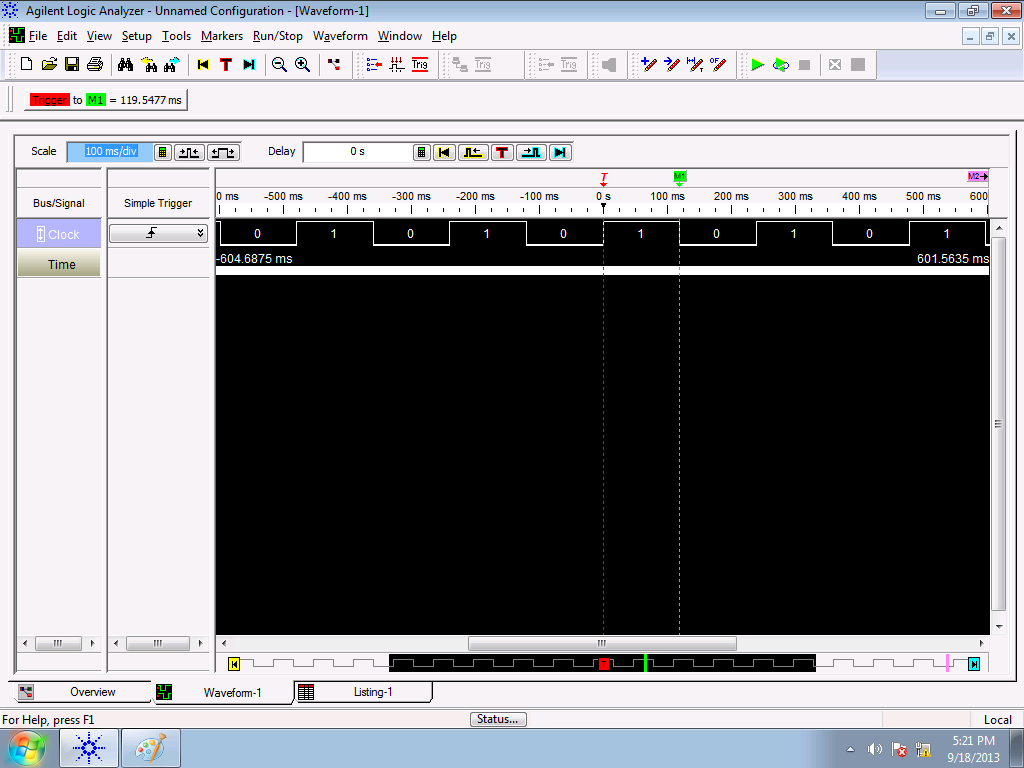 Agilent Logic Analyzer - Unnamed Configuration - [Waveform-1]
File Edit View Setup Tools Markers Run/Stop Waveform Window Help
T Trig Trig Trig
Trigger to M1 = 119.5477 ms
Scale 100 ms/div Delay 0 s T
T M1 M2
Bus/Signal Simple Trigger 0 ms -500 ms -400 ms -300 ms -200 ms -100 ms 0 s 100 ms 200 ms 300 ms 400 ms 500 ms 600
Clock 0 1 0 1 0 1 0 1 0 1
Time -604.6875 ms 601.5635 ms
Overview Waveform-1 Listing-1
For Help, press F1 Status... Local
5:21 PM
9/18/2013